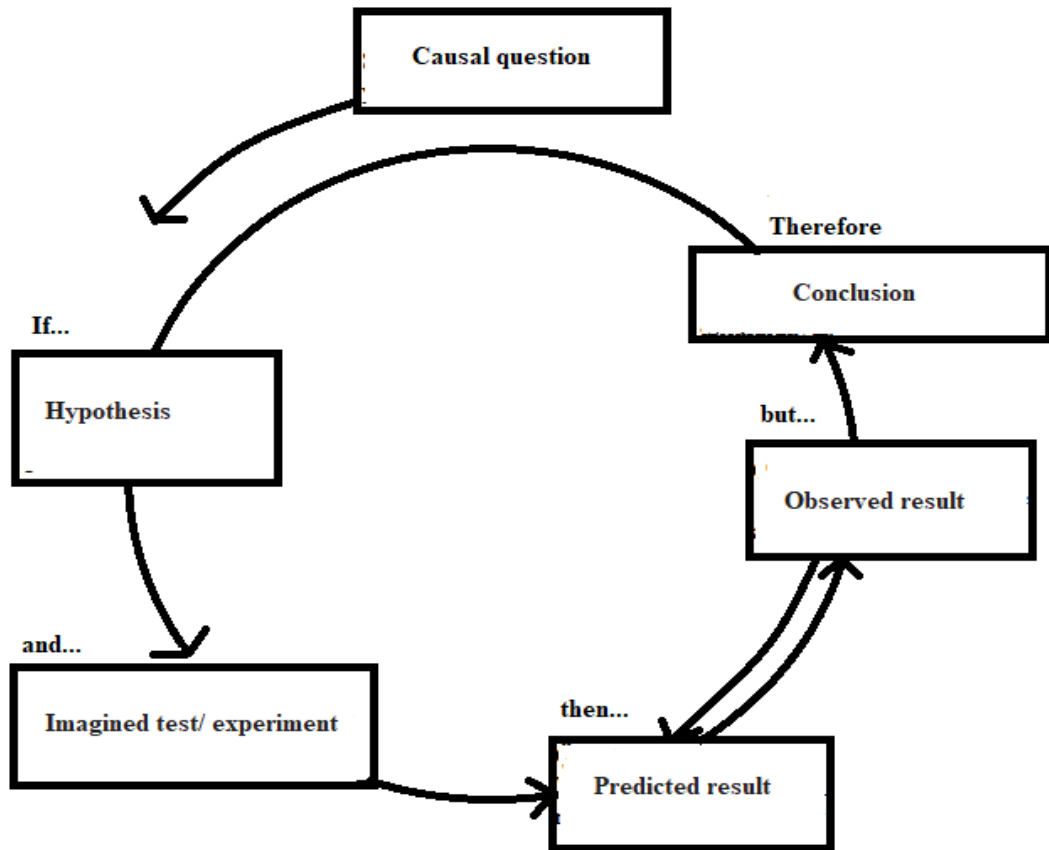 Causal question
Therefore
Conclusion
If...
Hypothesis
but...
Observed result
and...
Imagined test/ experiment
then...
Predicted result